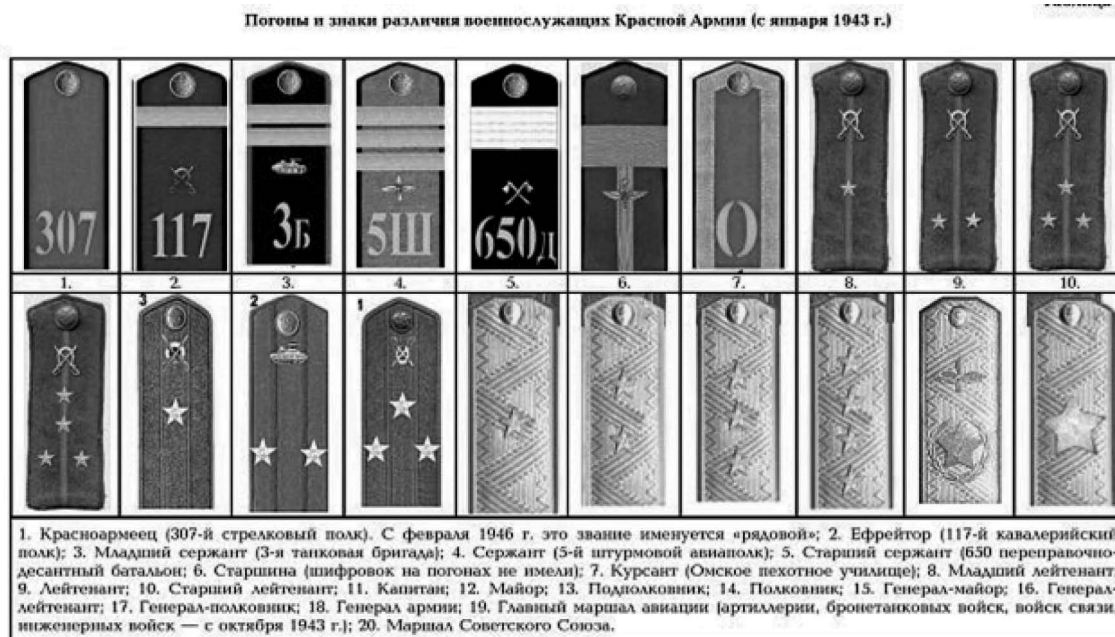 Погоны и знаки различия военнослужащих Красной Армии (с января 1943 г.)
307 117 3Б 5Ш 650Д О
1. 2. 3. 4. 5. 6. 7. 8. 9. 10.
3 2 1
1. Красноармеец (307-й стрелковый полк). С февраля 1946 г. это звание именуется «рядовой»; 2. Ефрейтор (117-й кавалерийский
полк); 3. Младший сержант (3-я танковая бригада); 4. Сержант (5-й штурмовой авиаполк); 5. Старший сержант (650 переправочно-
десантный батальон; 6. Старшина (шифровок на погонах не имели); 7. Курсант (Омское пехотное училище); 8. Младший лейтенант;
9. Лейтенант; 10. Старший лейтенант; 11. Капитан; 12. Майор; 13. Подполковник; 14. Полковник; 15. Генерал-майор; 16. Генерал-
лейтенант; 17. Генерал-полковник; 18. Генерал армии; 19. Главный маршал авиации (артиллерии, бронетанковых войск, войск связи,
инженерных войск — с октября 1943 г.); 20. Маршал Советского Союза.